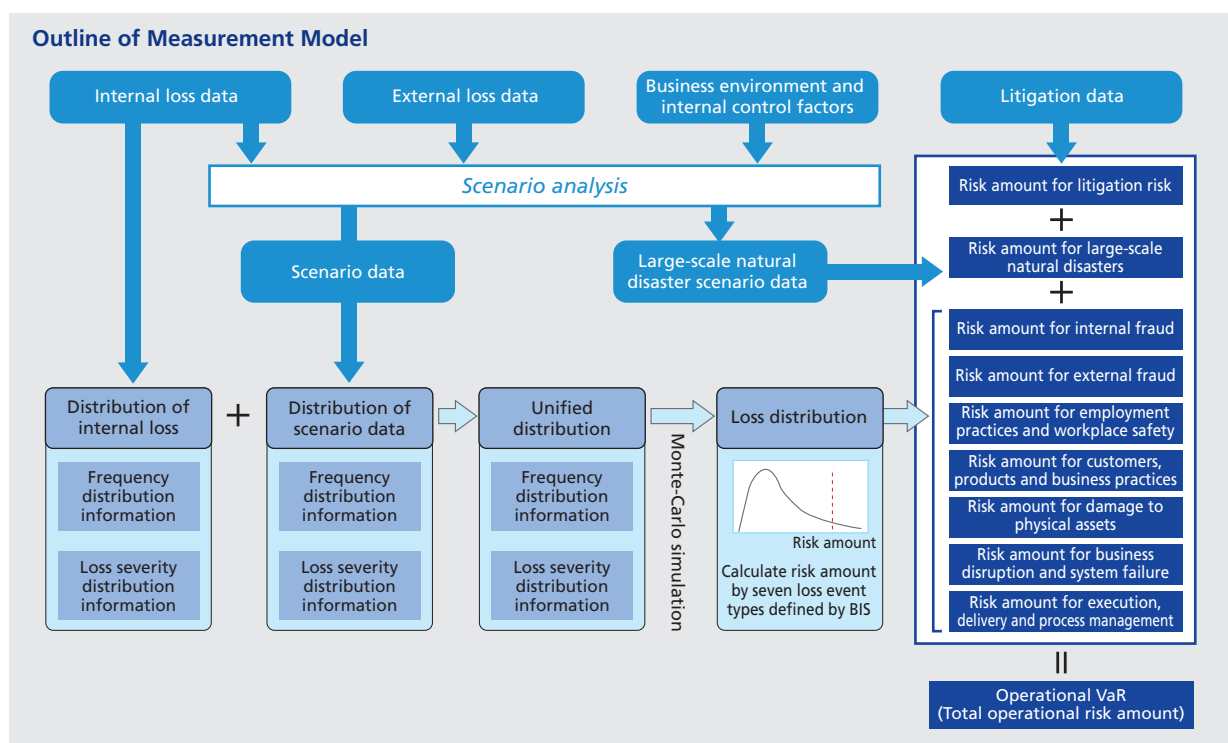 Outline of Measurement Model
Internal loss data
External loss data
Business environment and
internal control factors
Litigation data
Scenario analysis
Scenario data
Large-scale natural
disaster scenario data
Risk amount for litigation risk
+
Risk amount for large-scale
natural disasters
+
Risk amount for internal fraud
Risk amount for external fraud
Risk amount for employment
practices and workplace safety
Risk amount for customers,
products and business practices
Risk amount for damage to
physical assets
Risk amount for business
disruption and system failure
Risk amount for execution,
delivery and process management
=
Operational VaR
(Total operational risk amount)
Distribution of
internal loss
Frequency
distribution
information
Loss severity
distribution
information
+
Distribution of
scenario data
Frequency
distribution
information
Loss severity
distribution
information
Unified
distribution
Frequency
distribution
information
Loss severity
distribution
information
Monte-Carlo simulation
Loss distribution
Risk amount
Calculate risk amount
by seven loss event
types defined by BIS